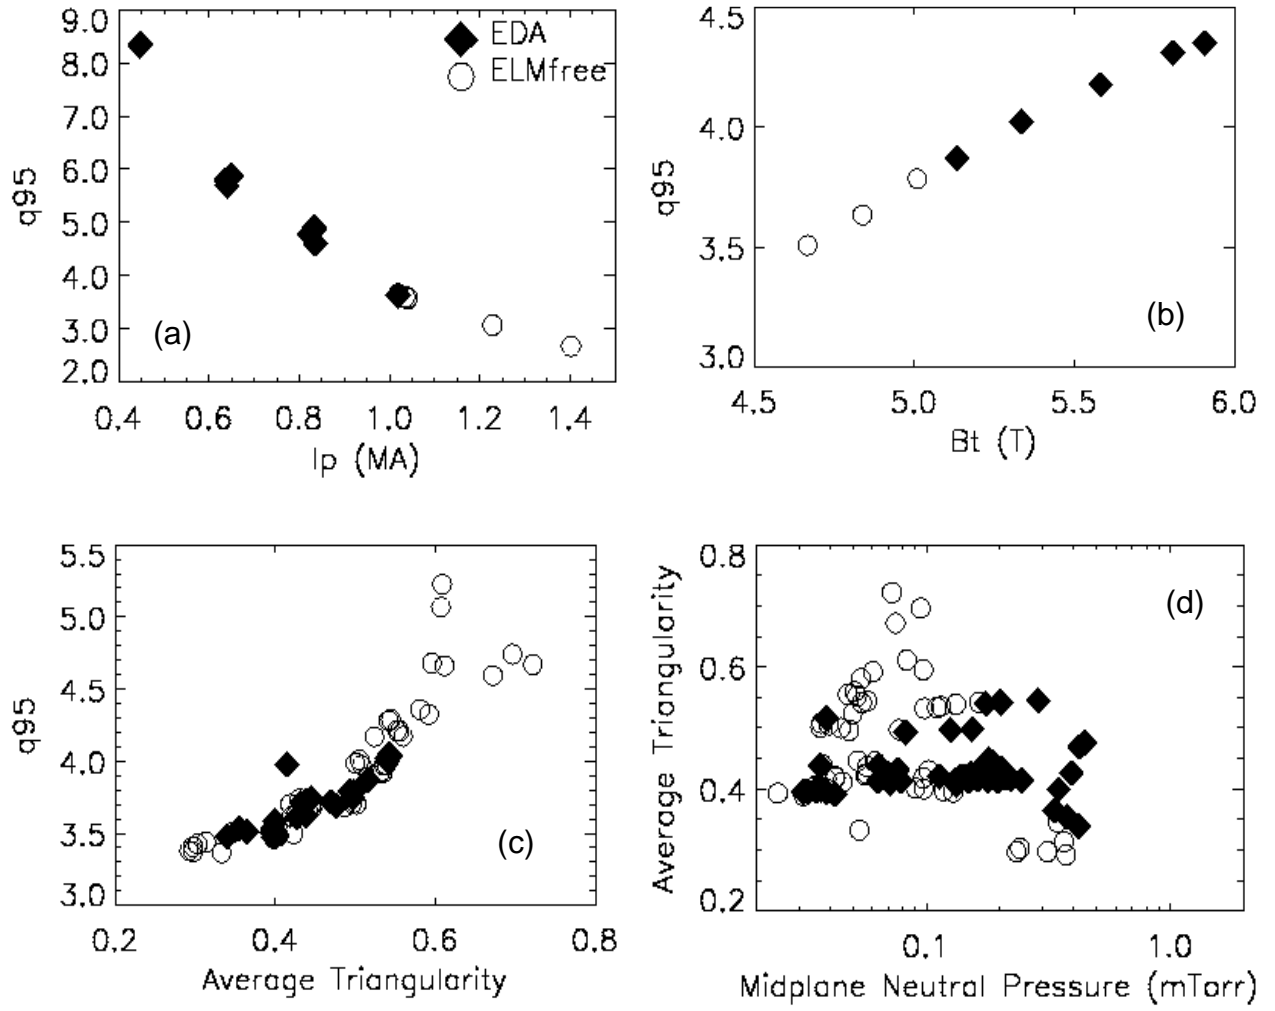 9.0
8.0
7.0
6.0
5.0
4.0
3.0
2.0
q95
0.4 0.6 0.8 1.0 1.2 1.4
Ip (MA)
EDA
ELMfree
(a)
4.5
4.0
3.5
3.0
q95
4.5 5.0 5.5 6.0
Bt (T)
(b)
5.5
5.0
4.5
4.0
3.5
3.0
q95
0.2 0.4 0.6 0.8
Average Triangularity
(c)
0.8
0.6
0.4
0.2
Average Triangularity
0.1 1.0
Midplane Neutral Pressure (mTorr)
(d)